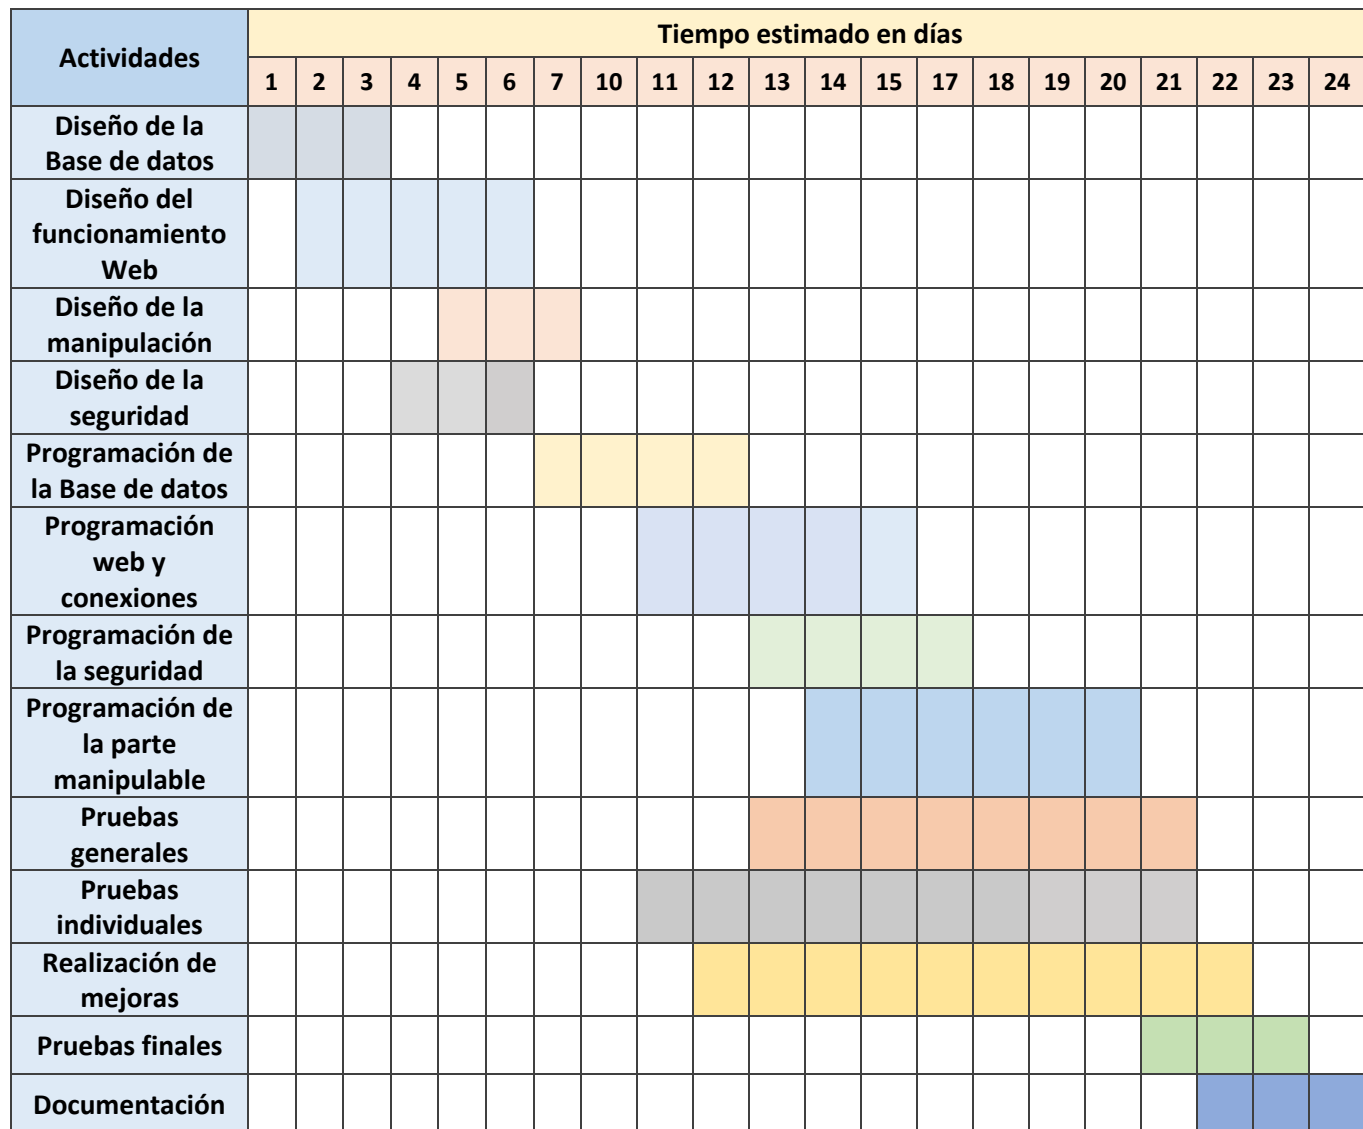 Actividades
Tiempo estimado en días
1 2 3 4 5 6 7 10 11 12 13 14 15 17 18 19 20 21 22 23 24
Diseño de la
Base de datos
Diseño del
funcionamiento
Web
Diseño de la
manipulación
Diseño de la
seguridad
Programación de
la Base de datos
Programación
web y
conexiones
Programación de
la seguridad
Programación de
la parte
manipulable
Pruebas
generales
Pruebas
individuales
Realización de
mejoras
Pruebas finales
Documentación